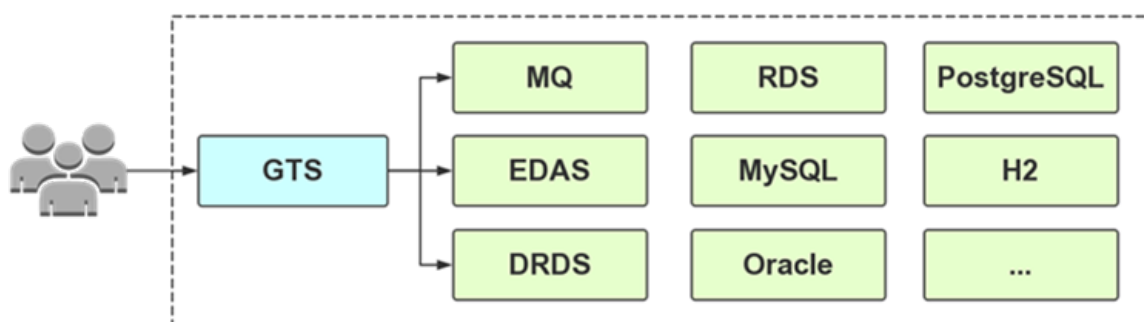 MQ
RDS
PostgreSQL
GTS
EDAS
MySQL
H2
DRDS
Oracle
...